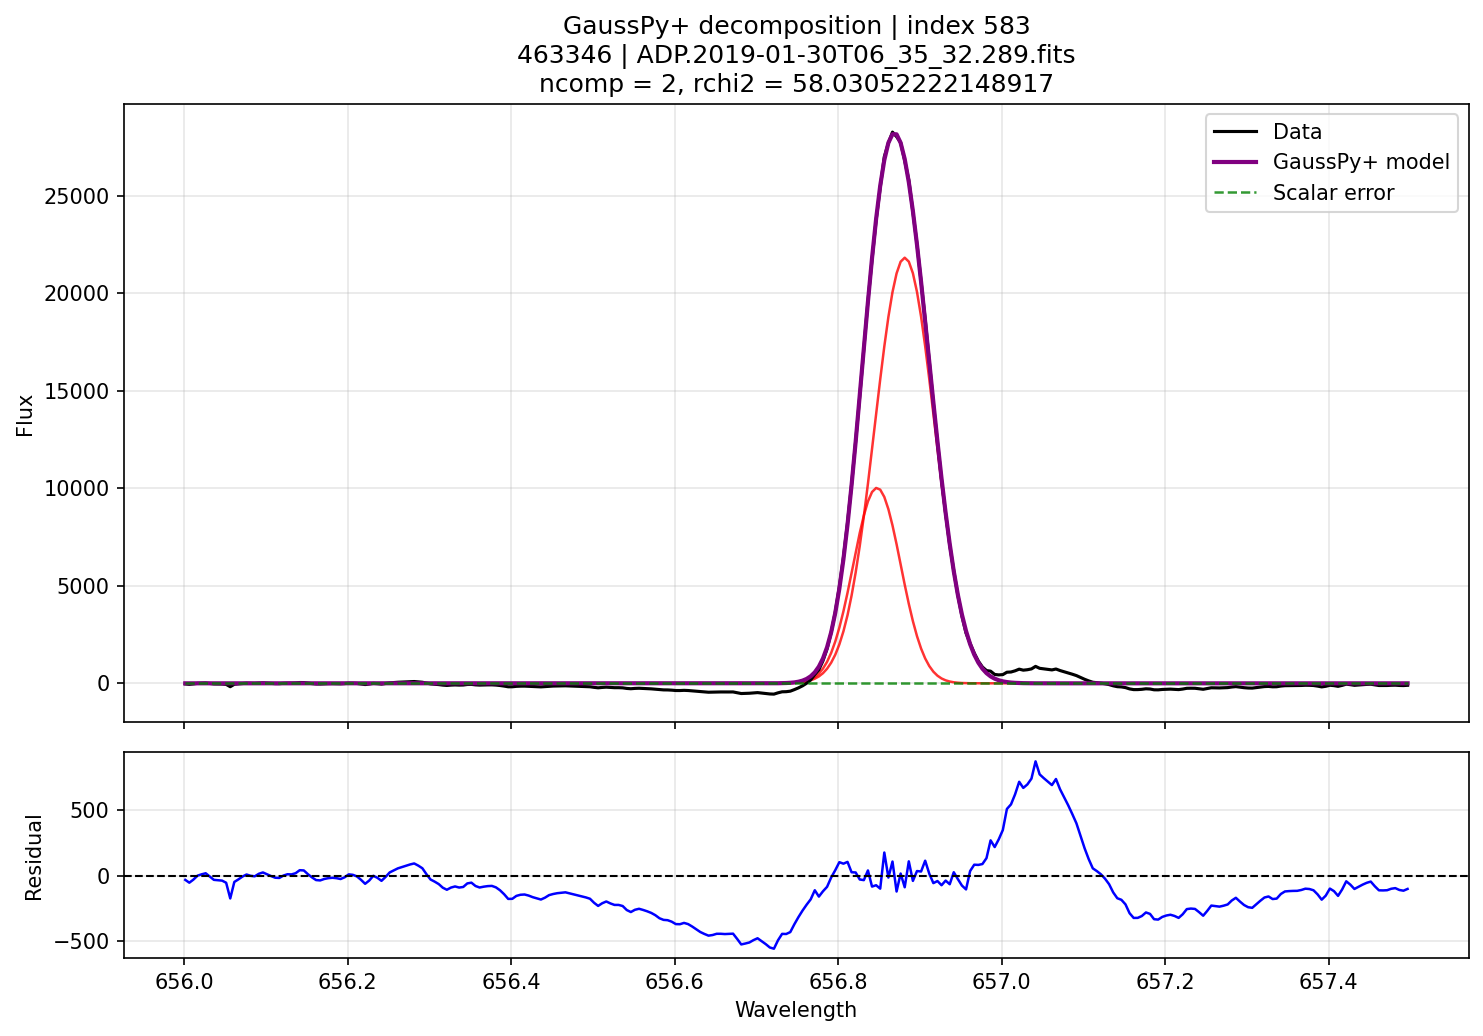 GaussPy+ decomposition | index 583
463346 | ADP.2019-01-30T06_35_32.289.fits
ncomp = 2, rchi2 = 58.03052222148917
Data
GaussPy+ model
Scalar error
Flux
25000
20000
15000
10000
5000
0
Residual
500
0
−500
656.0 656.2 656.4 656.6 656.8 657.0 657.2 657.4
Wavelength